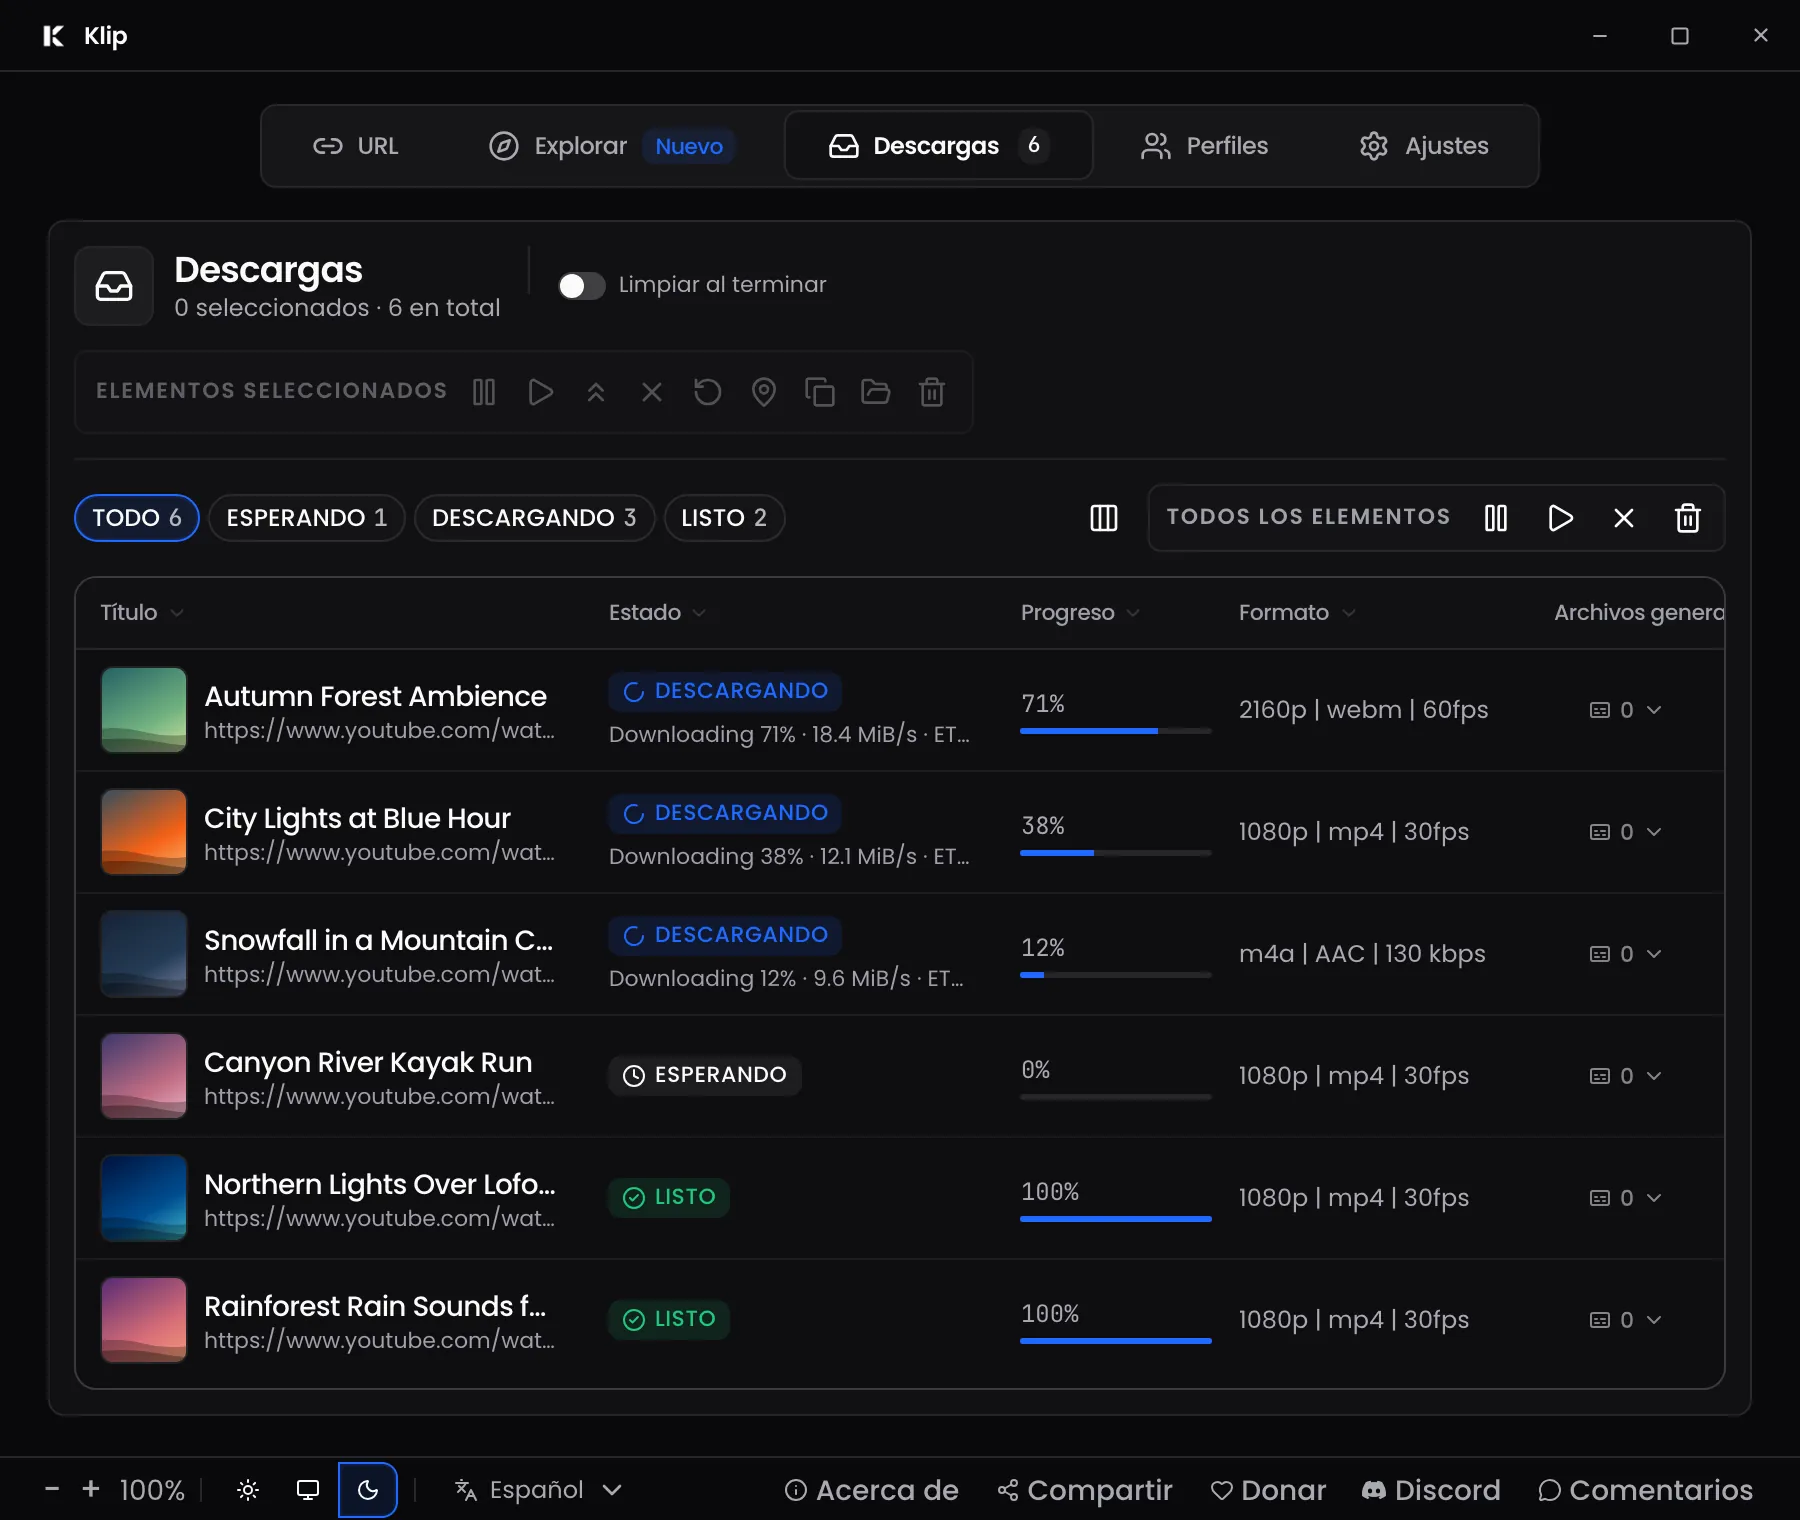 Klip
URL
Explorar
Nuevo
Descargas
6
Perfiles
Ajustes
Descargas
0 seleccionados · 6 en total
Limpiar al terminar
ELEMENTOS SELECCIONADOS
TODO 6
ESPERANDO 1
DESCARGANDO 3
LISTO 2
TODOS LOS ELEMENTOS
Título
Estado
Progreso
Formato
Archivos genera
Autumn Forest Ambience
https://www.youtube.com/wat...
DESCARGANDO
Downloading 71% · 18.4 MiB/s · ET...
71%
2160p | webm | 60fps
0
City Lights at Blue Hour
https://www.youtube.com/wat...
DESCARGANDO
Downloading 38% · 12.1 MiB/s · ET...
38%
1080p | mp4 | 30fps
0
Snowfall in a Mountain C...
https://www.youtube.com/wat...
DESCARGANDO
Downloading 12% · 9.6 MiB/s · ET...
12%
m4a | AAC | 130 kbps
0
Canyon River Kayak Run
https://www.youtube.com/wat...
ESPERANDO
0%
1080p | mp4 | 30fps
0
Northern Lights Over Lofo...
https://www.youtube.com/wat...
LISTO
100%
1080p | mp4 | 30fps
0
Rainforest Rain Sounds f...
https://www.youtube.com/wat...
LISTO
100%
1080p | mp4 | 30fps
0
− + 100%
Español
Acerca de
Compartir
Donar
Discord
Comentarios